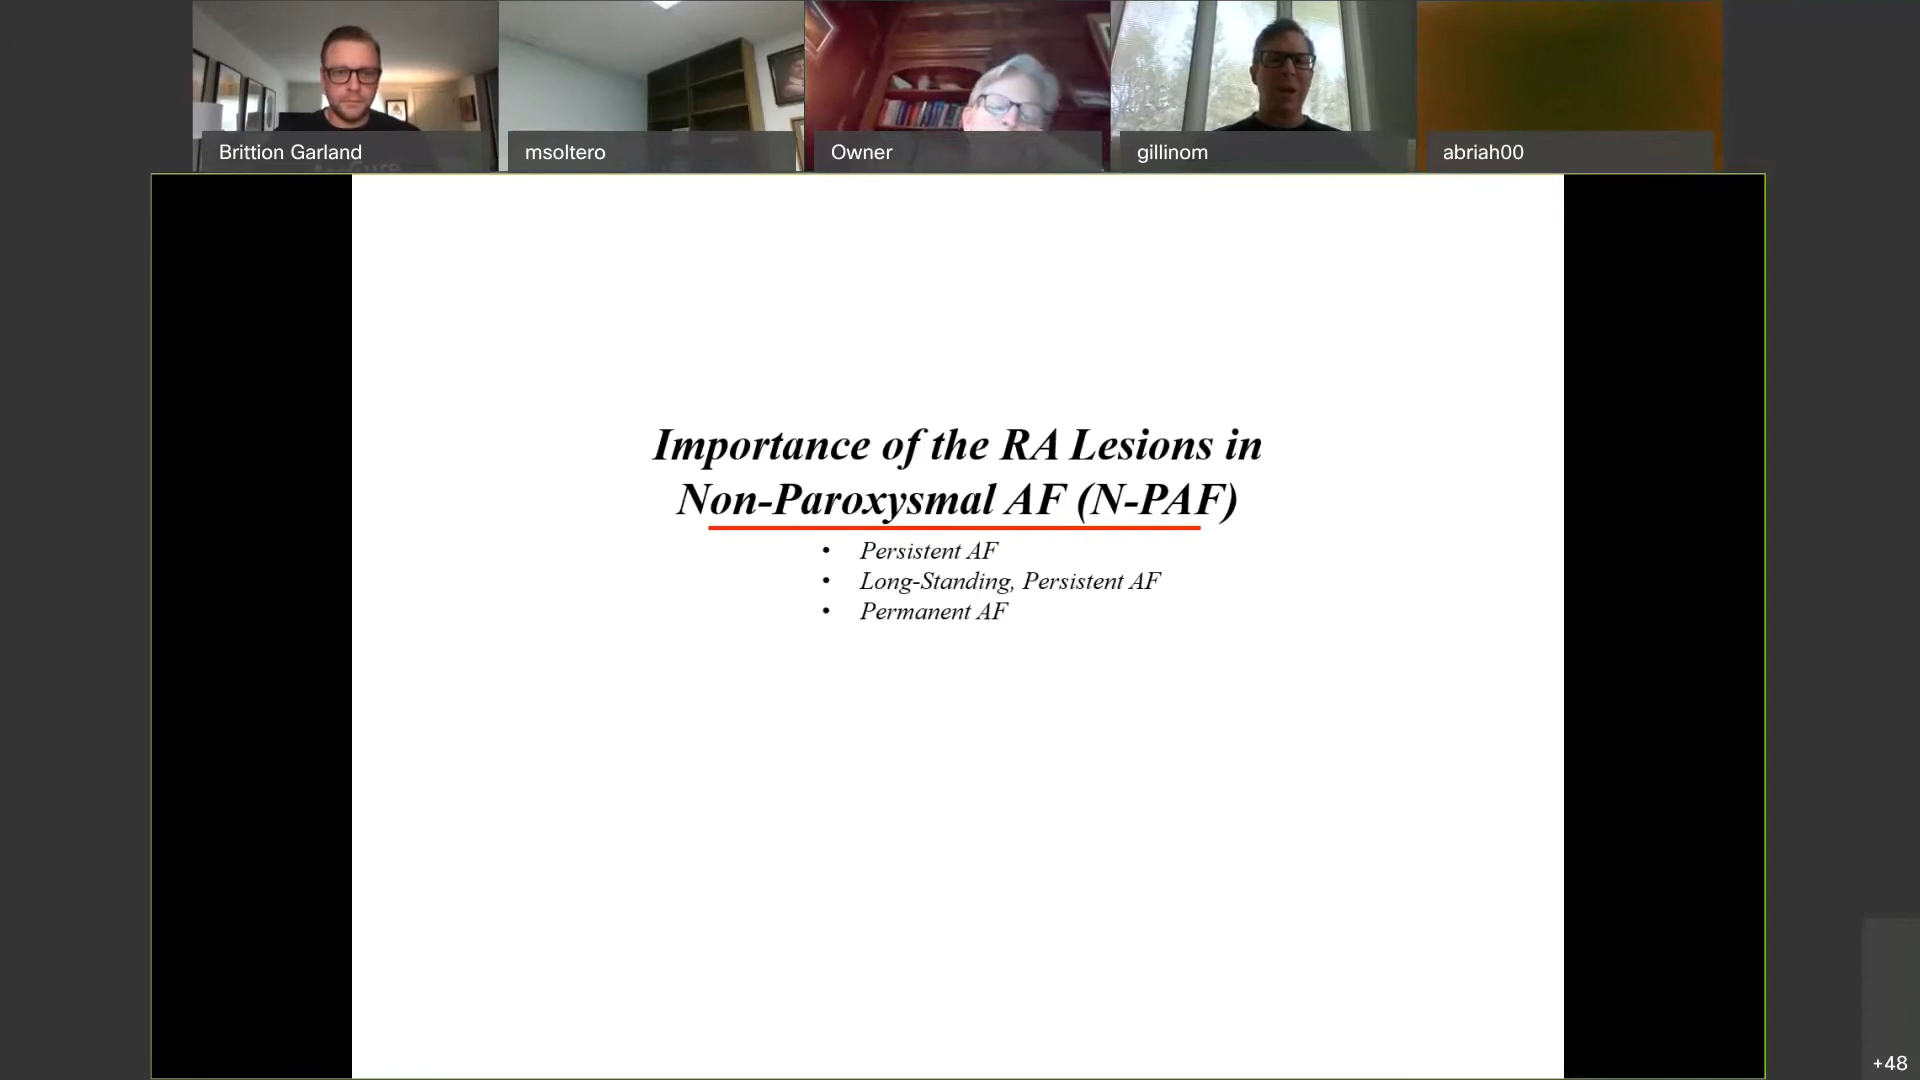 Brittion Garland
msoltero
Owner
gillinom
abriah00
Importance of the RA Lesions in
Non-Paroxysmal AF (N-PAF)
• Persistent AF
• Long-Standing, Persistent AF
• Permanent AF
+48